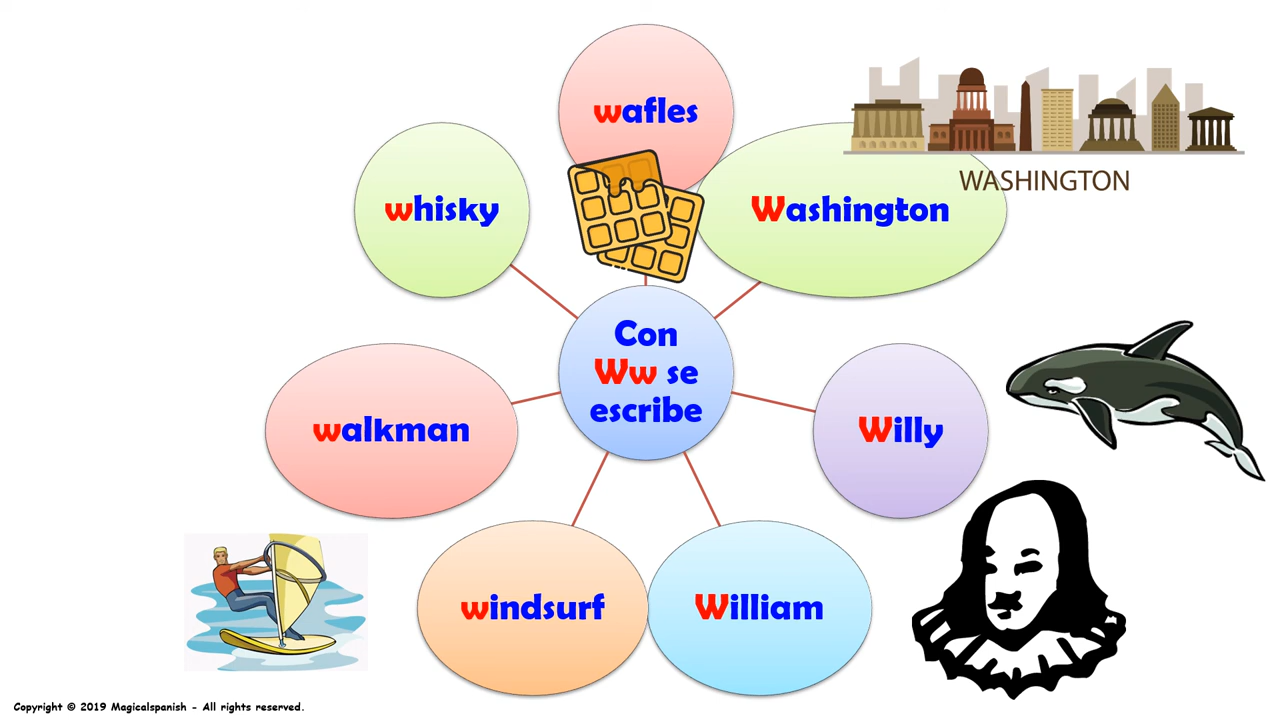 wafles
WASHINGTON
whisky
Washington
Con
Ww se
escribe
walkman
Willy
windsurf
William
Copyright © 2019 Magicalspanish - All rights reserved.